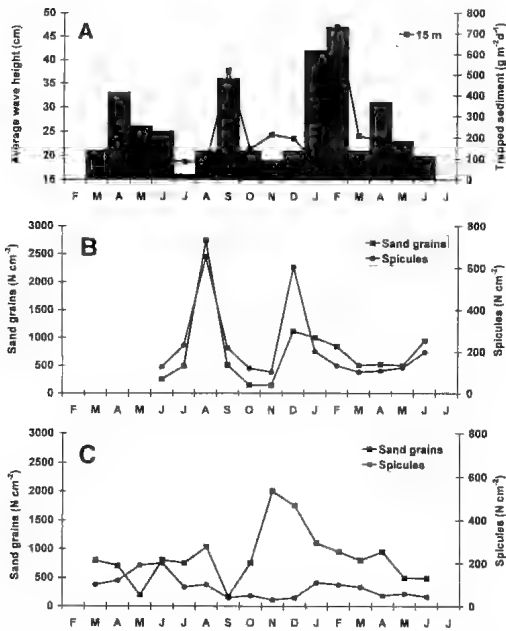 A
15 m
Average wave height (cm)
50
45
40
35
30
25
20
15
Trapped sediment (g m⁻²d⁻¹)
800
700
600
500
400
300
200
100
0
F M A M J J A S O N D J F M A M J J
B
Sand grains
Spicules
Sand grains (N cm⁻²)
3000
2500
2000
1500
1000
500
0
Spicules (N cm⁻²)
800
600
400
200
0
F M A M J J A S O N D J F M A M J J
C
Sand grains
Spicules
Sand grains (N cm⁻²)
3000
2500
2000
1500
1000
500
0
Spicules (N cm⁻²)
800
600
400
200
0
F M A M J J A S O N D J F M A M J J